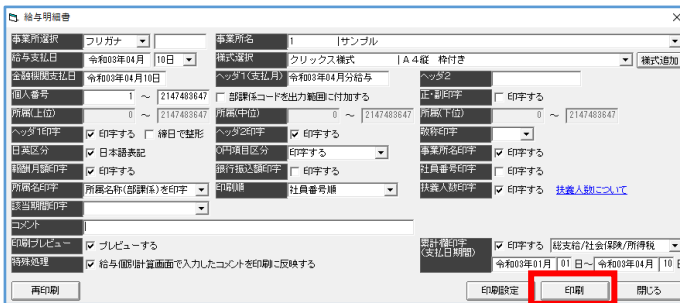 給与明細書
事業所選択 フリガナ 事業所名 1 |サンプル
給与支払日 令和03年04月 10日 様式選択 クリックス様式 |A4縦 枠付き 様式追加
金融機関支払日 令和03年04月10日 ヘッダ1(支払月) 令和03年04月分給与 ヘッダ2
個人番号 1 ～ 2147483647 部課係コードを出力範囲に付加する 正・副印字 印字する
所属(上位) 0 ～ 2147483647 所属(中位) 0 ～ 2147483647 所属(下位) 0 ～ 2147483647
ヘッダ1印字 印字する 締日で整形 ヘッダ2印字 印字する 敬称印字
日英区分 日本語表記 0円項目区分 印字する 事業所名印字 印字する
報酬月額印字 印字する 銀行振込額印字 印字する 社員番号印字 印字する
所属名印字 所属名称(部課係)を印字 印刷順 社員番号順 扶養人数印字 印字する 扶養人数について
該当期間印字
コメント
印刷プレビュー プレビューする 累計欄印字 (支払日期間) 印字する 総支給/社会保険/所得税
特殊処理 給与個別計算画面で入力したコメントを印刷に反映する 令和03年01月 01 日～ 令和03年04月 10 日
再印刷 印刷設定 印刷 閉じる